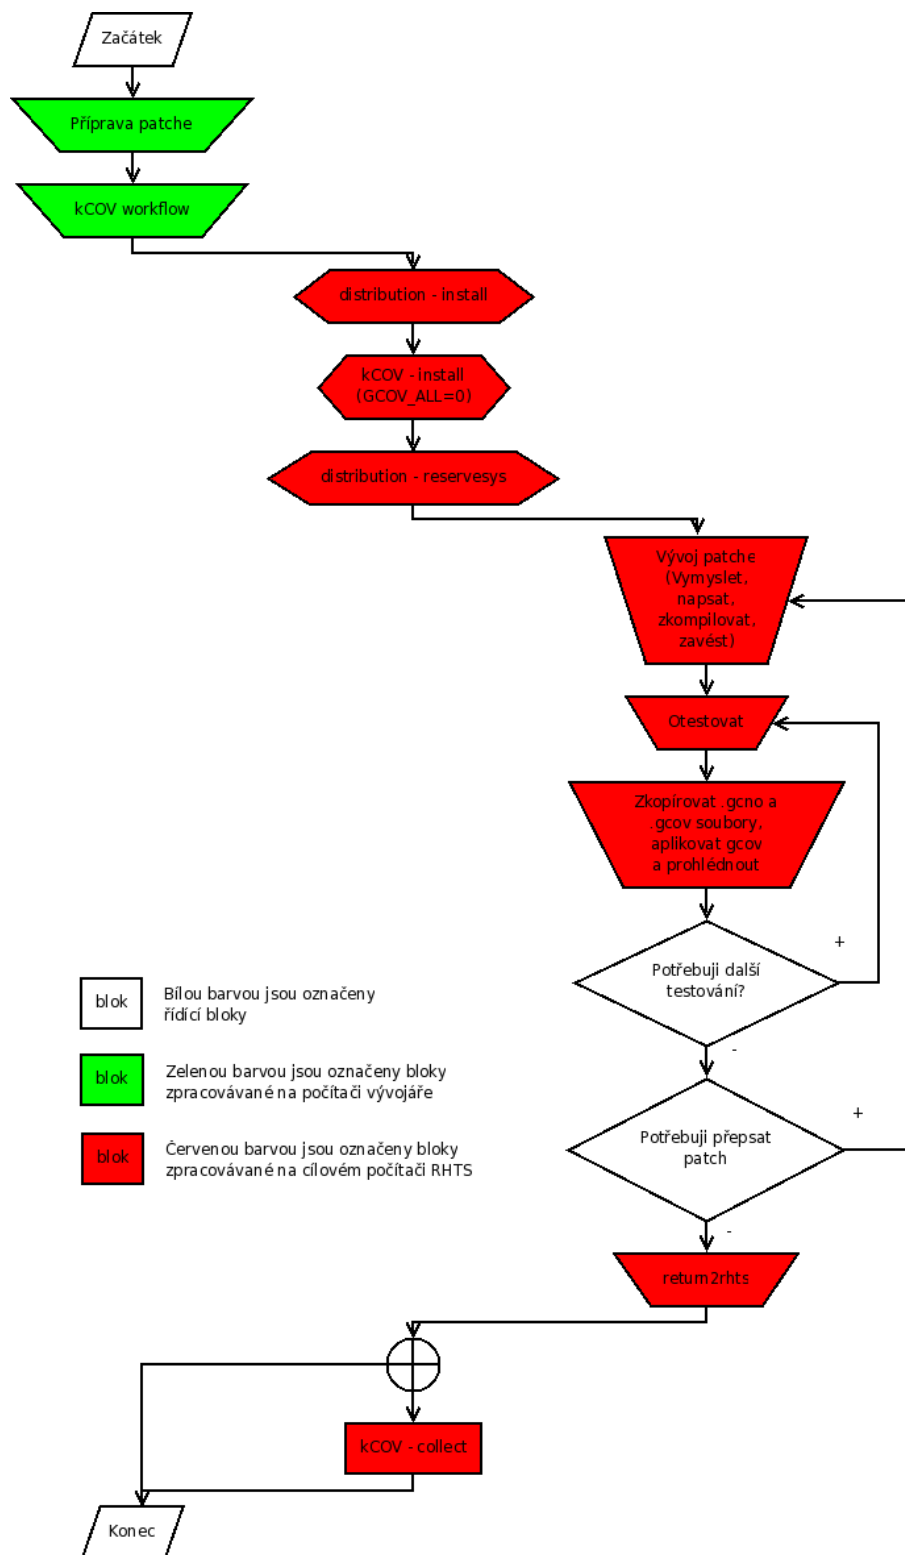 Začátek
Příprava patche
kCOV workflow
distribution - install
kCOV - install
(GCOV_ALL=0)
distribution - reservesys
Vývoj patche
(Vymyslet,
napsat,
zkompilovat,
zavést)
Otestovat
Zkopírovat .gcno a
.gcov soubory,
aplikovat gcov
a prohlédnout
+
Potřebuji další
testování?
-
blok
Bílou barvou jsou označeny
řídící bloky
blok
Zelenou barvou jsou označeny bloky
zpracovávané na počítači vývojáře
blok
Červenou barvou jsou označeny bloky
zpracovávané na cílovém počítači RHTS
+
Potřebuji přepsat
patch
-
return2rhts
kCOV - collect
Konec